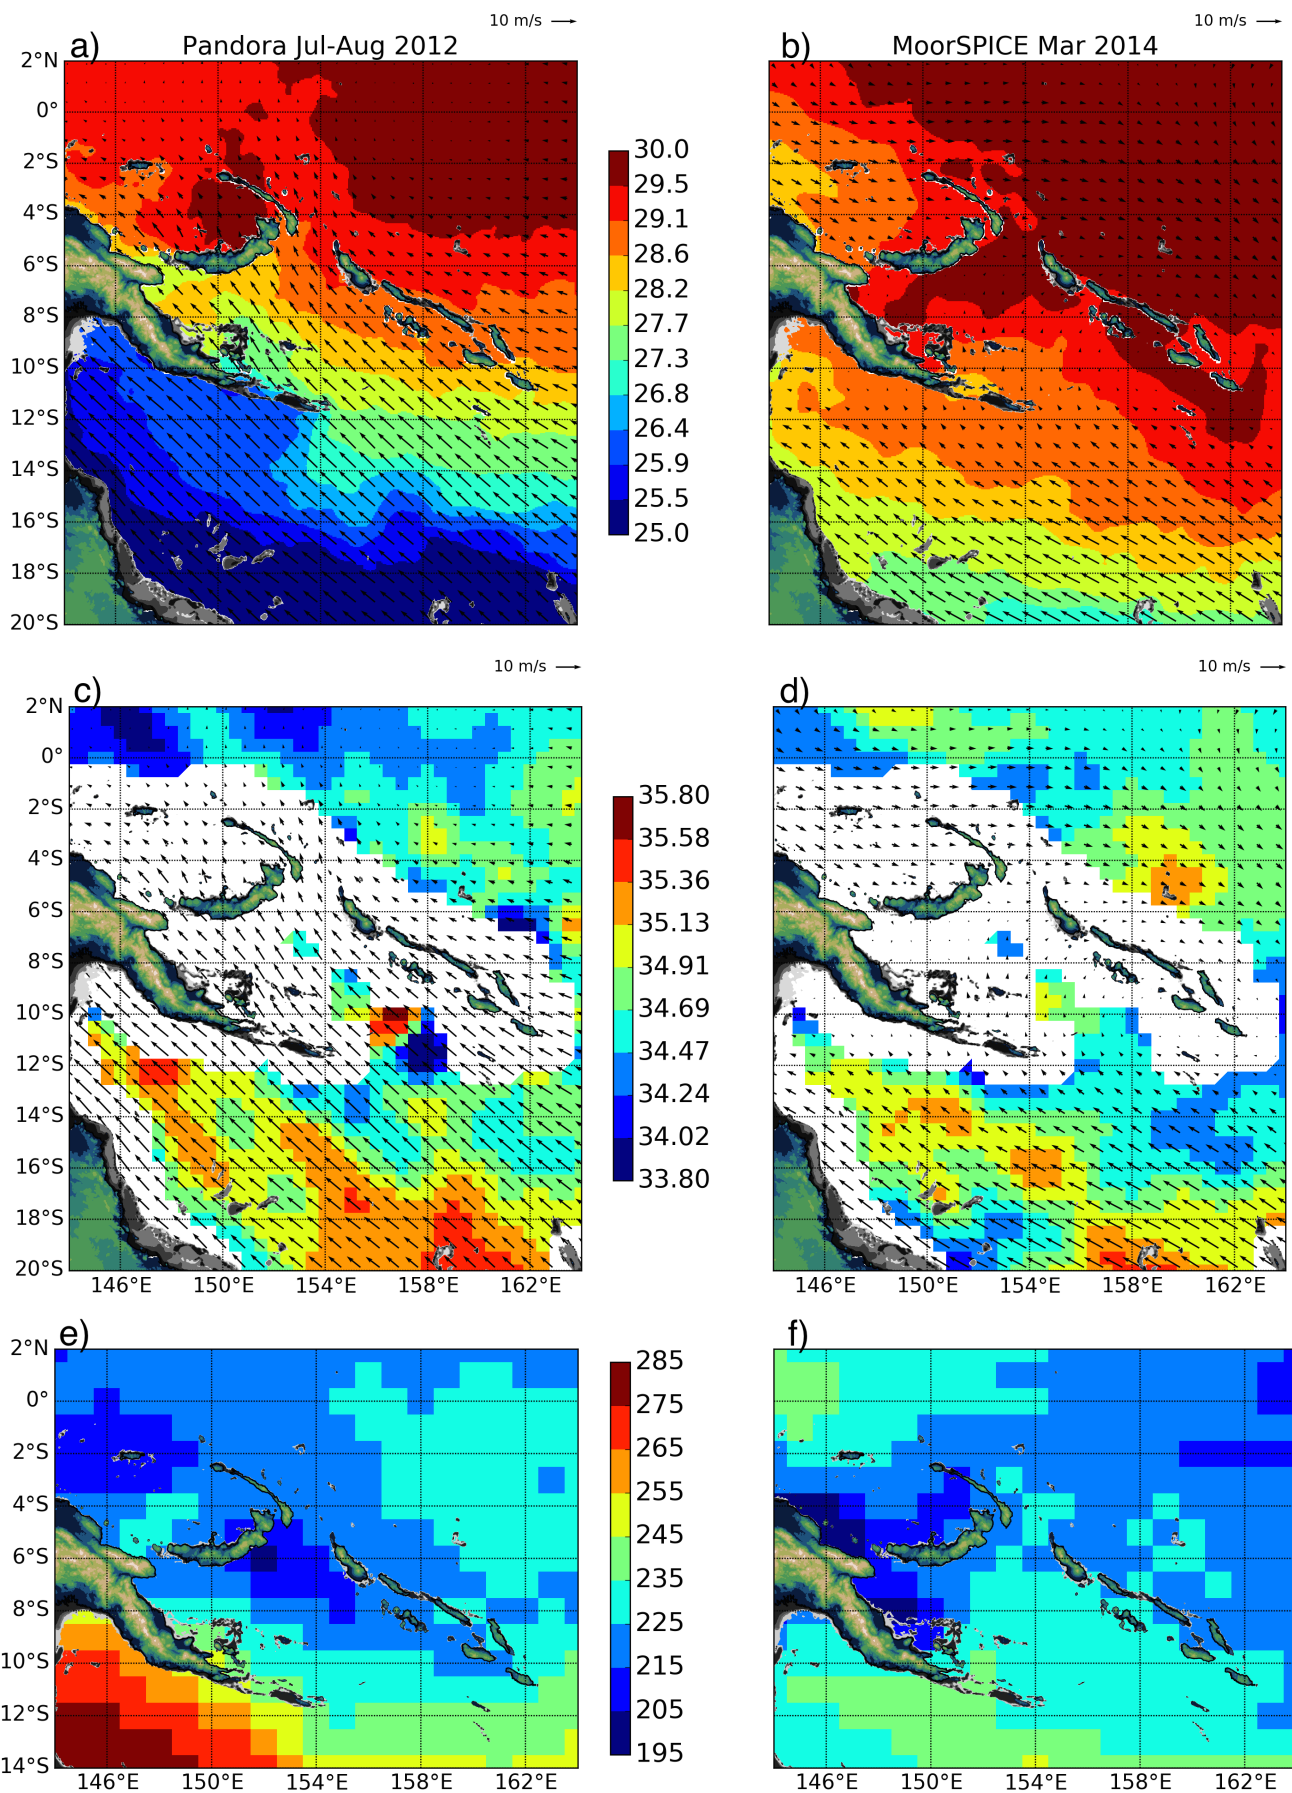 10 m/s
10 m/s
a) Pandora Jul-Aug 2012
b) MoorSPICE Mar 2014
2°N
0°
2°S
4°S
6°S
8°S
10°S
12°S
14°S
16°S
18°S
20°S
30.0
29.5
29.1
28.6
28.2
27.7
27.3
26.8
26.4
25.9
25.5
25.0
10 m/s
10 m/s
c)
d)
2°N
0°
2°S
4°S
6°S
8°S
10°S
12°S
14°S
16°S
18°S
20°S
35.80
35.58
35.36
35.13
34.91
34.69
34.47
34.24
34.02
33.80
146°E 150°E 154°E 158°E 162°E
146°E 150°E 154°E 158°E 162°E
e)
f)
2°N
0°
2°S
4°S
6°S
8°S
10°S
12°S
14°S
285
275
265
255
245
235
225
215
205
195
146°E 150°E 154°E 158°E 162°E
146°E 150°E 154°E 158°E 162°E